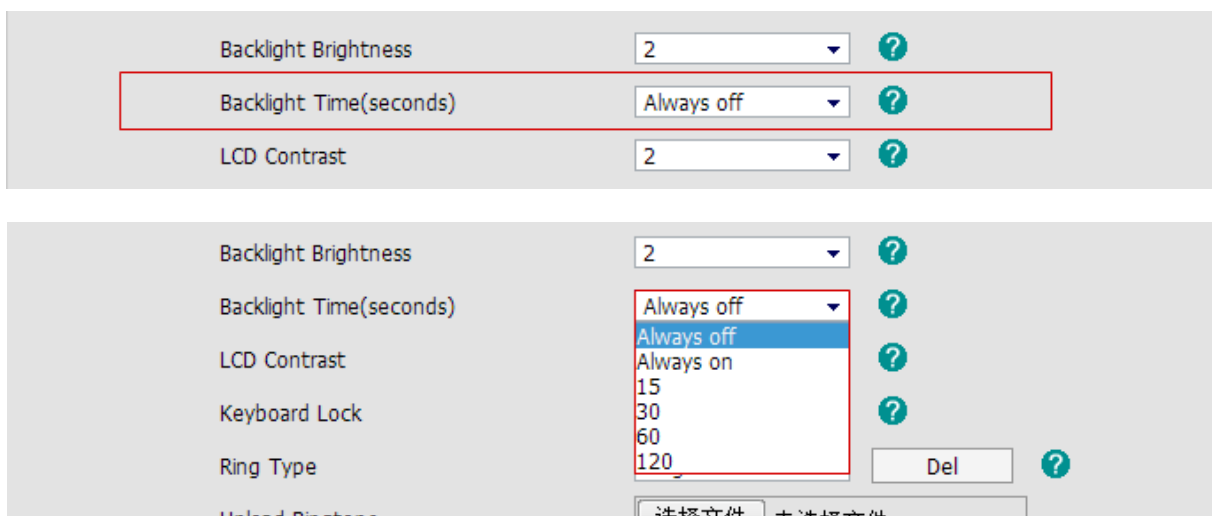 Backlight Brightness 2 ?
Backlight Time(seconds) Always off ?
LCD Contrast 2 ?
Backlight Brightness 2 ?
Backlight Time(seconds) Always off ?
Always off
LCD Contrast Always on ?
15
Keyboard Lock 30 ?
60
Ring Type 120 Del ?